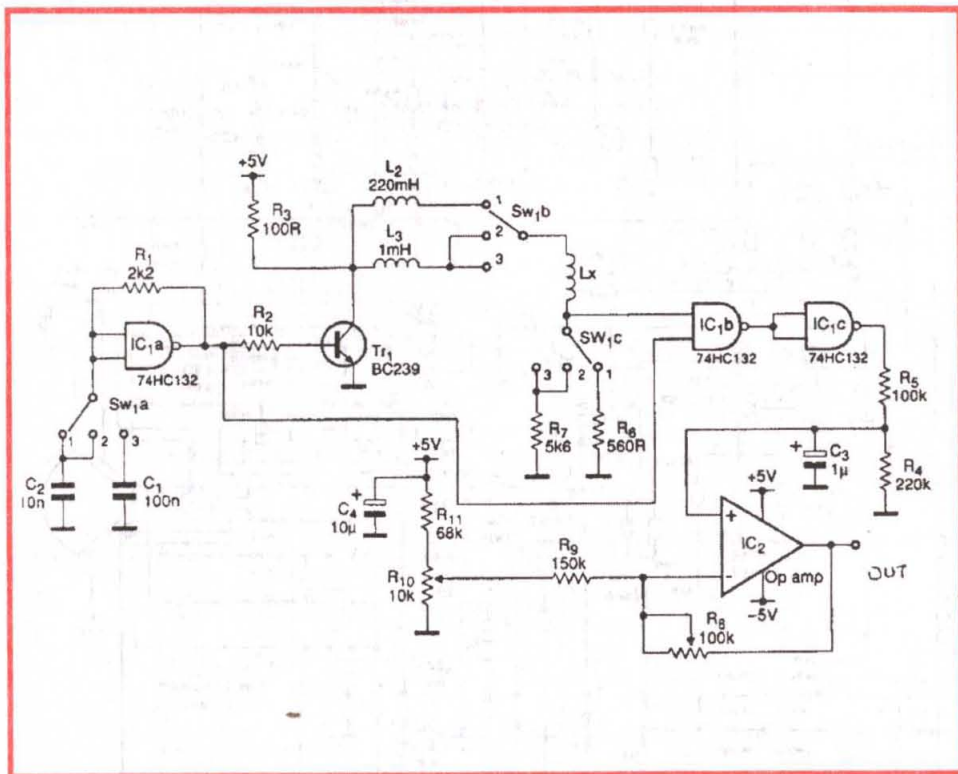 +5V
R3
100R
L2
220mH
L3
1mH
1
2
3
Sw1b
Lx
R1
2k2
IC1a
74HC132
R2
10k
Tr1
BC239
Sw1a
1
2
3
C2
10n
C1
100n
SW1c
3
2
1
R7
5k6
R6
560R
IC1b
74HC132
IC1c
74HC132
R5
100k
+
C3
1μ
R4
220k
+5V
+
C4
10μ
R11
68k
R10
10k
R9
150k
+5V
+
IC2
-
Op amp
-5V
R8
100k
OUT